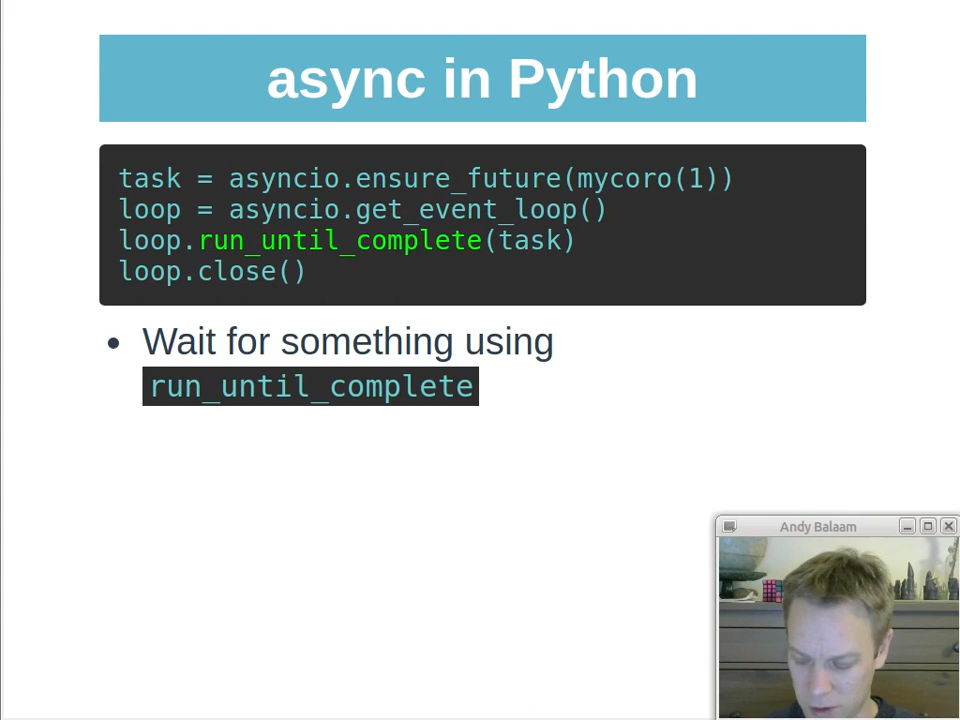 async in Python
task = asyncio.ensure_future(mycoro(1))
loop = asyncio.get_event_loop()
loop.run_until_complete(task)
loop.close()
• Wait for something using
run_until_complete
Andy Balaam